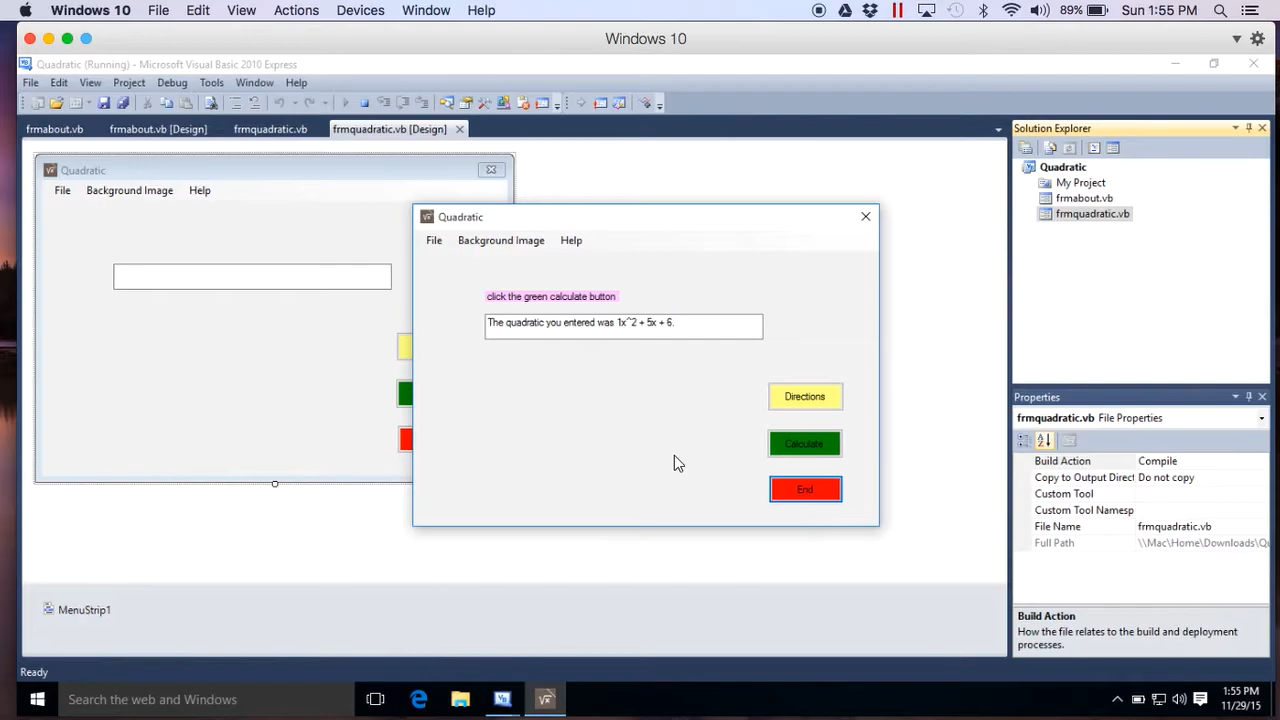 Windows 10 File Edit View Actions Devices Window Help 89% Sun 1:55 PM
Windows 10
Quadratic (Running) - Microsoft Visual Basic 2010 Express
File Edit View Project Debug Tools Window Help
frmabout.vb frmabout.vb [Design] frmquadratic.vb frmquadratic.vb [Design]
Quadratic
File Background Image Help
Quadratic
File Background Image Help
click the green calculate button
The quadratic you entered was 1x^2 + 5x + 6.
Directions
Calculate
End
MenuStrip1
Solution Explorer
Quadratic
My Project
frmabout.vb
frmquadratic.vb
Properties
frmquadratic.vb File Properties
Build Action Compile
Copy to Output Direct Do not copy
Custom Tool
Custom Tool Namesp
File Name frmquadratic.vb
Full Path \\Mac\Home\Downloads\Qu
Build Action
How the file relates to the build and deployment
processes.
Ready
Search the web and Windows
1:55 PM
11/29/15